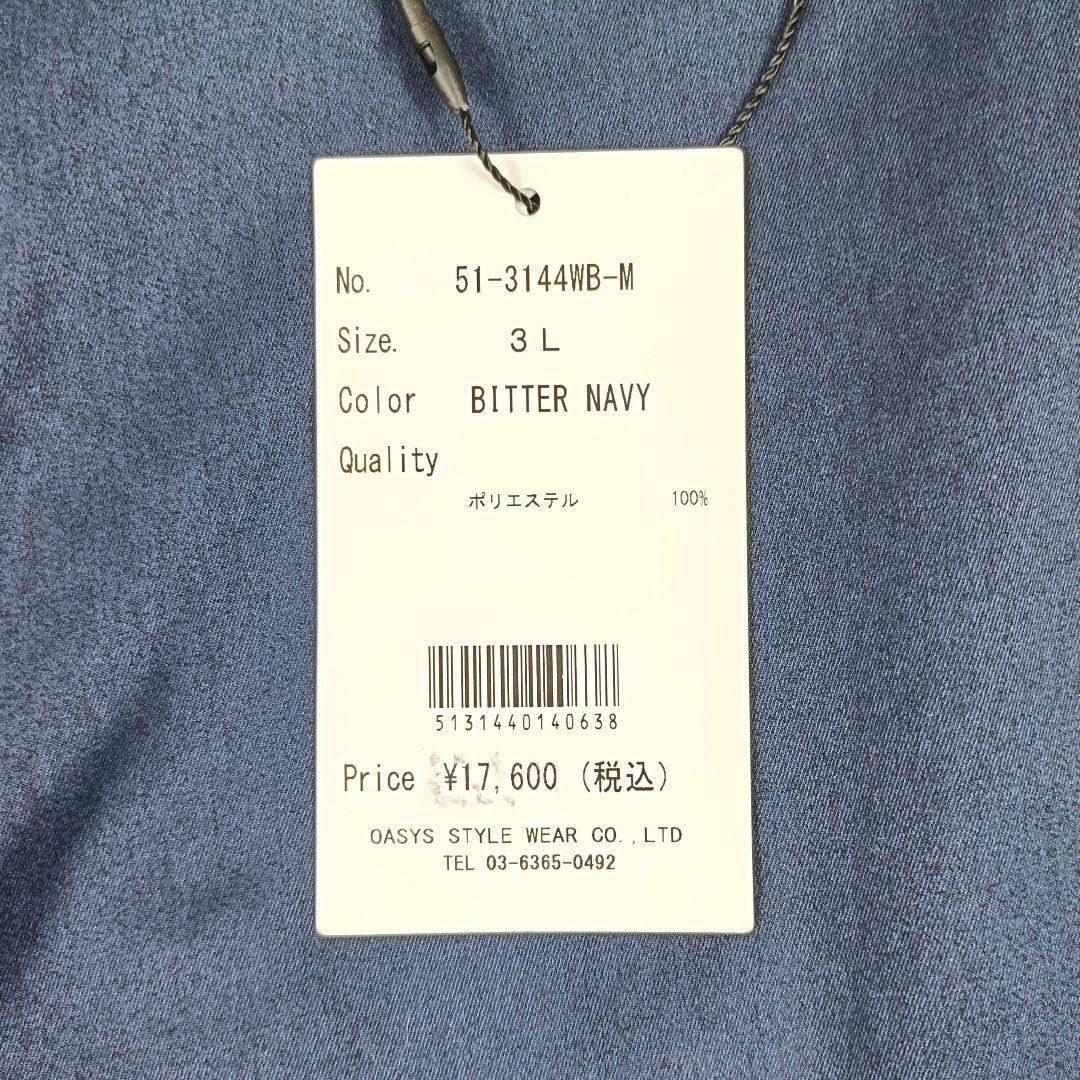 No. 51-3144WB-M
Size. 3L
Color BITTER NAVY
Quality
ポリエステル 100%
5131440140638
Price ¥17,600 (税込)
OASYS STYLE WEAR CO.,LTD
TEL 03-6365-0492